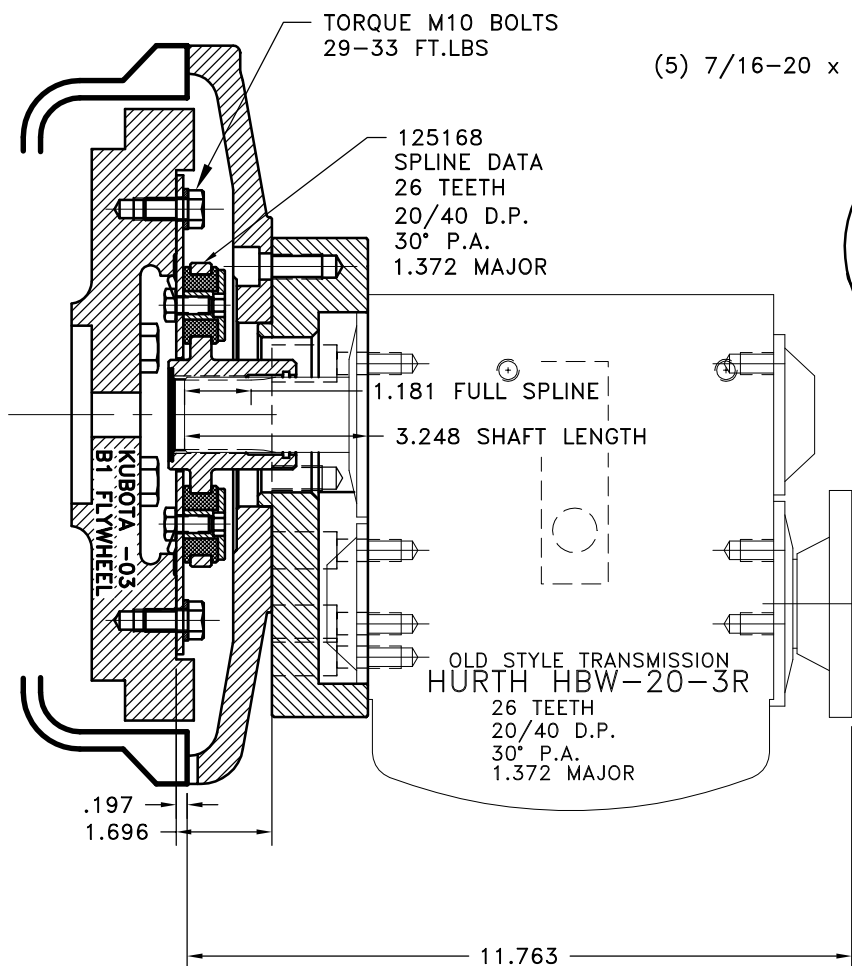 TORQUE M10 BOLTS
29-33 FT.LBS
(5) 7/16-20 x
125168
SPLINE DATA
26 TEETH
20/40 D.P.
30° P.A.
1.372 MAJOR
1.181 FULL SPLINE
3.248 SHAFT LENGTH
KUBOTA -03
B1 FLYWHEEL
OLD STYLE TRANSMISSION
HURTH HBW-20-3R
26 TEETH
20/40 D.P.
30° P.A.
1.372 MAJOR
.197
1.696
11.763